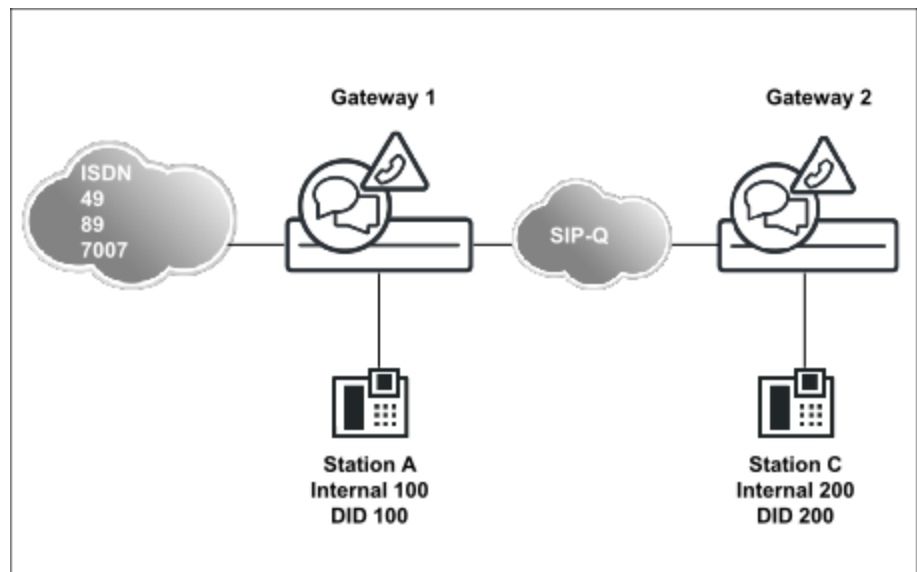 Gateway 1
Gateway 2
ISDN
49
89
7007
SIP-Q
Station A
Internal 100
DID 100
Station C
Internal 200
DID 200